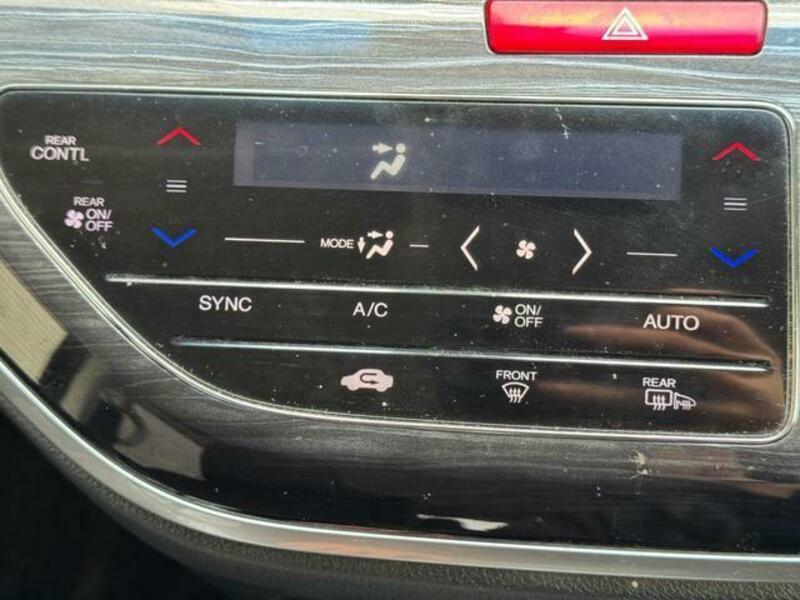 REAR
CONTL
REAR
ON/
OFF
MODE
SYNC
A/C
ON/
OFF
AUTO
FRONT
REAR